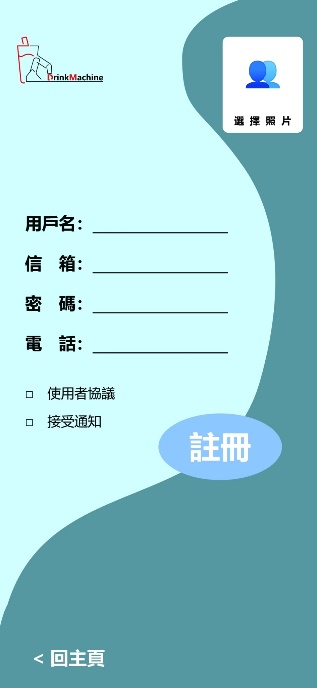 DrinkMachine
選擇照片
用戶名：
信　箱：
密　碼：
電　話：
使用者協議
接受通知
註冊
< 回主頁